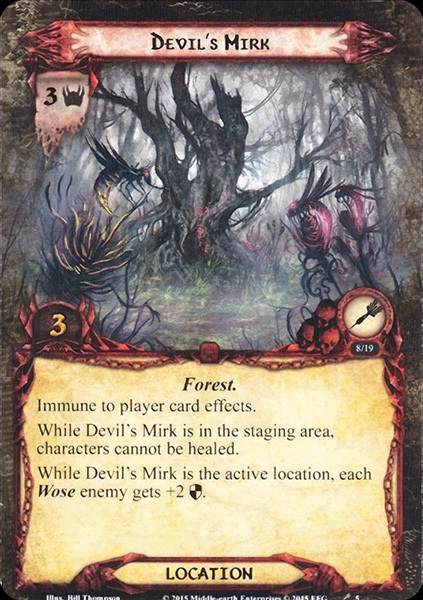 DEVIL'S MIRK
3
3
8/19
Forest.
Immune to player card effects.
While Devil's Mirk is in the staging area,
characters cannot be healed.
While Devil's Mirk is the active location, each
Wose enemy gets +2 .
LOCATION
Illus. Bill Thompson © 2015 Middle-earth Enterprises © 2015 FFG 5